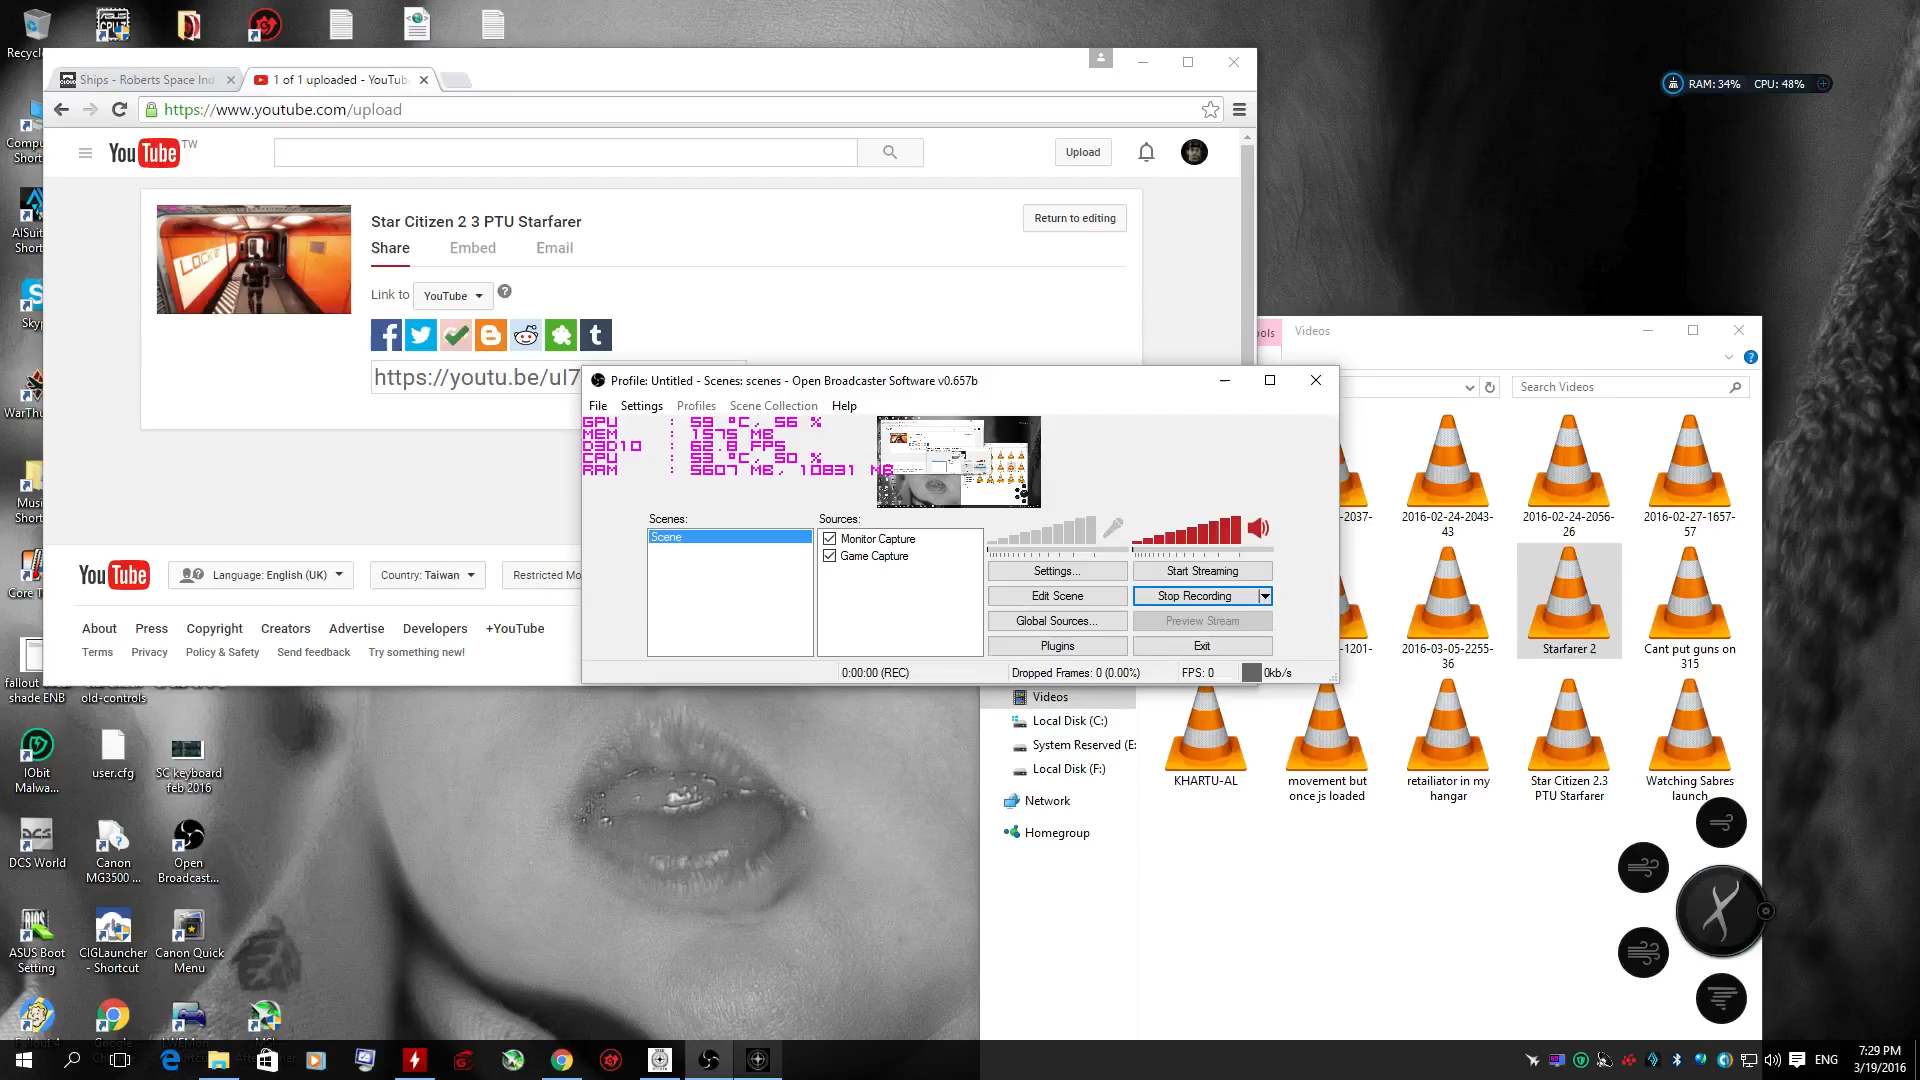 Recycl
RAM: 34% CPU: 48%
Ships - Roberts Space Ind
1 of 1 uploaded - YouTub
https://www.youtube.com/upload
YouTube TW
Upload
Star Citizen 2 3 PTU Starfarer
Return to editing
Share Embed Email
LOCK
Link to YouTube
https://youtu.be/uI7
Language: English (UK)
Country: Taiwan
Restricted Mo
YouTube
About Press Copyright Creators Advertise Developers +YouTube
Terms Privacy Policy & Safety Send feedback Try something new!
Profile: Untitled - Scenes: scenes - Open Broadcaster Software v0.657b
File Settings Profiles Scene Collection Help
GPU : 59 °C, 56 %
MEM : 1575 MB
D3D10 : 62.8 FPS
CPU : 53 °C, 50 %
RAM : 5607 MB, 10831 MB
Scenes:
Scene
Sources:
Monitor Capture
Game Capture
Settings... Start Streaming
Edit Scene Stop Recording
Global Sources... Preview Stream
Plugins Exit
0:00:00 (REC) Dropped Frames: 0 (0.00%) FPS: 0 0kb/s
ools Videos
Search Videos
-2037-
2016-02-24-2043-
43
2016-02-24-2056-
26
2016-02-27-1657-
57
-1201-
2016-03-05-2255-
36
Starfarer 2
Cant put guns on
315
KHARTU-AL
movement but
once js loaded
retailiator in my
hangar
Star Citizen 2.3
PTU Starfarer
Watching Sabres
launch
Videos
Local Disk (C:)
System Reserved (E:
Local Disk (F:)
Network
Homegroup
Compu
Short
AISuit
Short
Sky
WarThu
Music
Short
Core T
fallout
shade ENB
old-controls
IObit
Malwa...
user.cfg
SC keyboard
feb 2016
DCS World
Canon
MG3500 ...
Open
Broadcast...
ASUS Boot
Setting
CIGLauncher
- Shortcut
Canon Quick
Menu
Fallout 4
ENG
7:29 PM
3/19/2016